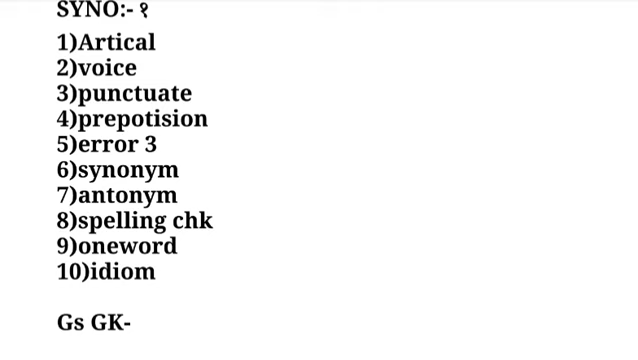 SYNO:- १
1)Artical
2)voice
3)punctuate
4)prepotision
5)error 3
6)synonym
7)antonym
8)spelling chk
9)oneword
10)idiom
Gs GK-